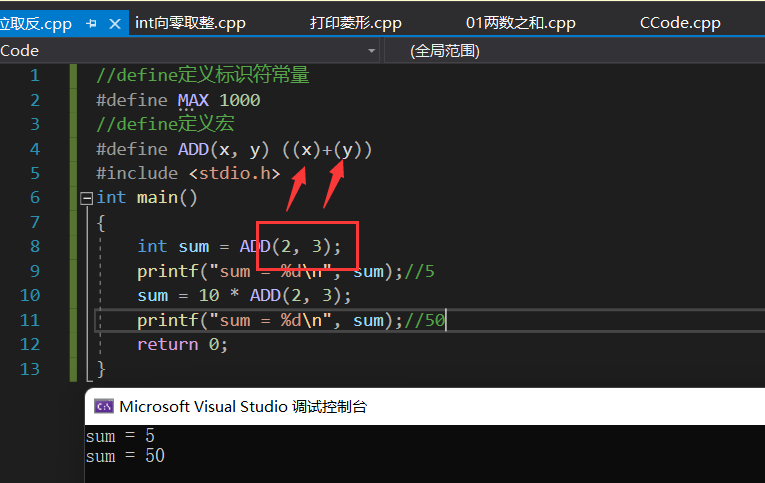 位取反.cpp int向零取整.cpp 打印菱形.cpp 01两数之和.cpp CCode.cpp
Code (全局范围)
1 //define定义标识符常量
2 #define MAX 1000
3 //define定义宏
4 #define ADD(x, y) ((x)+(y))
5 #include <stdio.h>
6 int main()
7 {
8 int sum = ADD(2, 3);
9 printf("sum = %d\n", sum);//5
10 sum = 10 * ADD(2, 3);
11 printf("sum = %d\n", sum);//50
12 return 0;
13 }
Microsoft Visual Studio 调试控制台
sum = 5
sum = 50